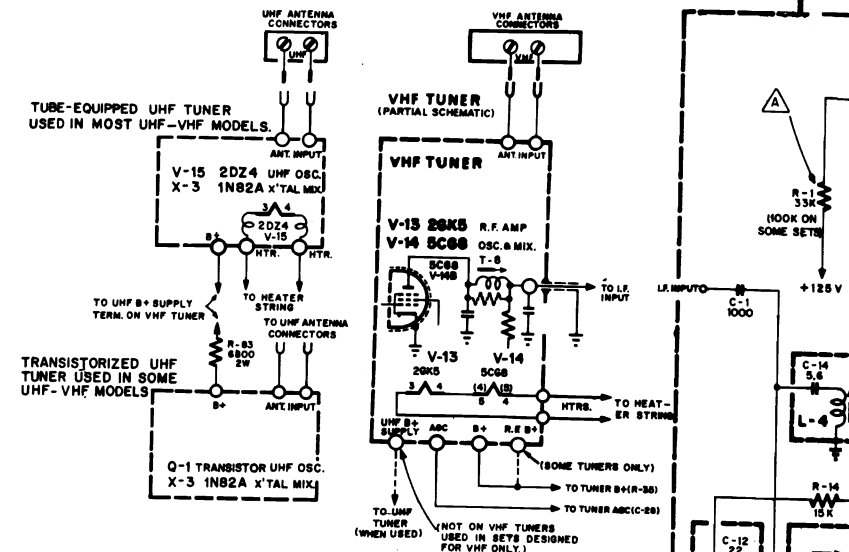 UHF ANTENNA
CONNECTORS
UHF
VHF ANTENNA
CONNECTORS
VHF
TUBE-EQUIPPED UHF TUNER
USED IN MOST UHF-VHF MODELS.
ANT. INPUT
V-15 2DZ4 UHF OSC.
X-3 1N82A X'TAL MIX
3 4
2DZ4
V-15
B+
HTR.
HTR.
TO UHF B+ SUPPLY
TERM. ON VHF TUNER
TO HEATER
STRING
TO UHF ANTENNA
CONNECTORS
R-83
6800
2W
TRANSISTORIZED UHF
TUNER USED IN SOME
UHF-VHF MODELS
B+
ANT. INPUT
Q-1 TRANSISTOR UHF OSC.
X-3 1N82A X'TAL MIX.
VHF TUNER
(PARTIAL SCHEMATIC)
ANT. INPUT
VHF TUNER
V-13 2GK5 R.F. AMP
V-14 5CG8 OSC. & MIX.
5CG8
V-14B
T-8
TO I.F.
INPUT
V-13
2GK5
3 4
V-14
5CG8
(4) (5)
5 4
HTRS.
TO HEAT-
ER STRING
UHF B+
SUPPLY
AGC
B+
R.F. B+
(SOME TUNERS ONLY)
TO TUNER B+(R-35)
TO TUNER AGC(C-26)
TO UHF
TUNER
(WHEN USED)
(NOT ON VHF TUNERS
USED IN SETS DESIGNED
FOR VHF ONLY.)
A
R-1
33K
(100K ON
SOME SETS)
+125V
I.F. INPUT
C-1
1000
C-14
5.6
L-4
R-14
15K
C-12
22